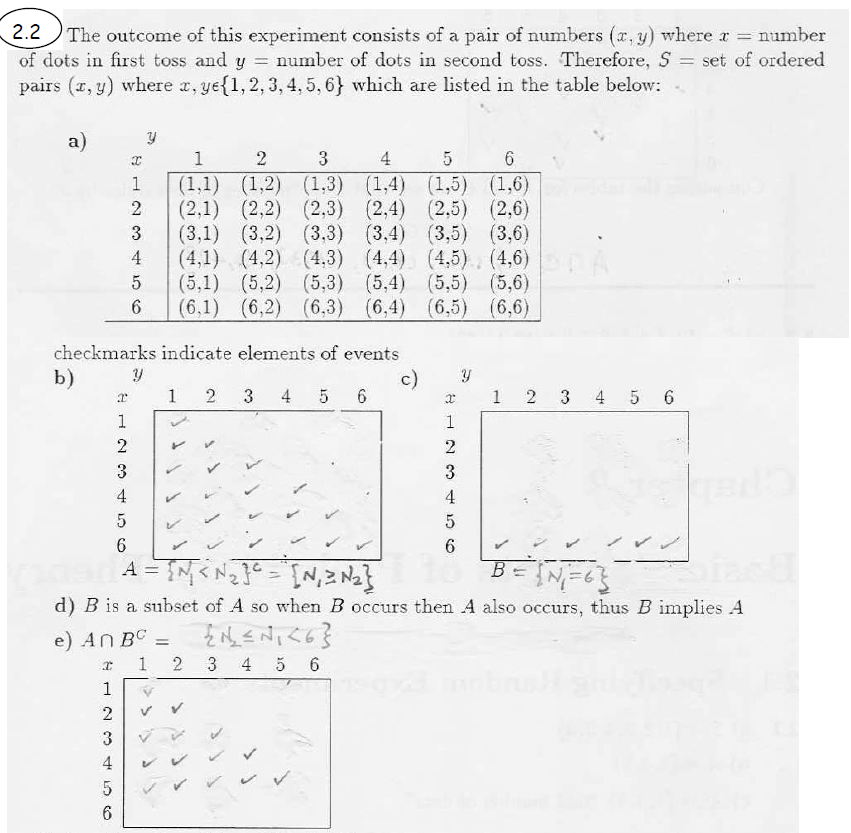 2.2 The outcome of this experiment consists of a pair of numbers (x, y) where x = number
of dots in first toss and y = number of dots in second toss. Therefore, S = set of ordered
pairs (x, y) where x, yϵ{1, 2, 3, 4, 5, 6} which are listed in the table below:
a) y
x 1 2 3 4 5 6
1 (1,1) (1,2) (1,3) (1,4) (1,5) (1,6)
2 (2,1) (2,2) (2,3) (2,4) (2,5) (2,6)
3 (3,1) (3,2) (3,3) (3,4) (3,5) (3,6)
4 (4,1) (4,2) (4,3) (4,4) (4,5) (4,6)
5 (5,1) (5,2) (5,3) (5,4) (5,5) (5,6)
6 (6,1) (6,2) (6,3) (6,4) (6,5) (6,6)
checkmarks indicate elements of events
b) y
x 1 2 3 4 5 6
1 ✓
2 ✓ ✓
3 ✓ ✓ ✓
4 ✓ ✓ ✓ ✓
5 ✓ ✓ ✓ ✓ ✓
6 ✓ ✓ ✓ ✓ ✓ ✓
A = {N₁<N₂}ᶜ = {N₁≥N₂}
c) y
x 1 2 3 4 5 6
1
2
3
4
5
6 ✓ ✓ ✓ ✓ ✓ ✓
B = {N₁=6}
d) B is a subset of A so when B occurs then A also occurs, thus B implies A
e) A∩Bᶜ = {N₂≤N₁<6}
x 1 2 3 4 5 6
1 ✓
2 ✓ ✓
3 ✓ ✓ ✓
4 ✓ ✓ ✓ ✓
5 ✓ ✓ ✓ ✓ ✓
6